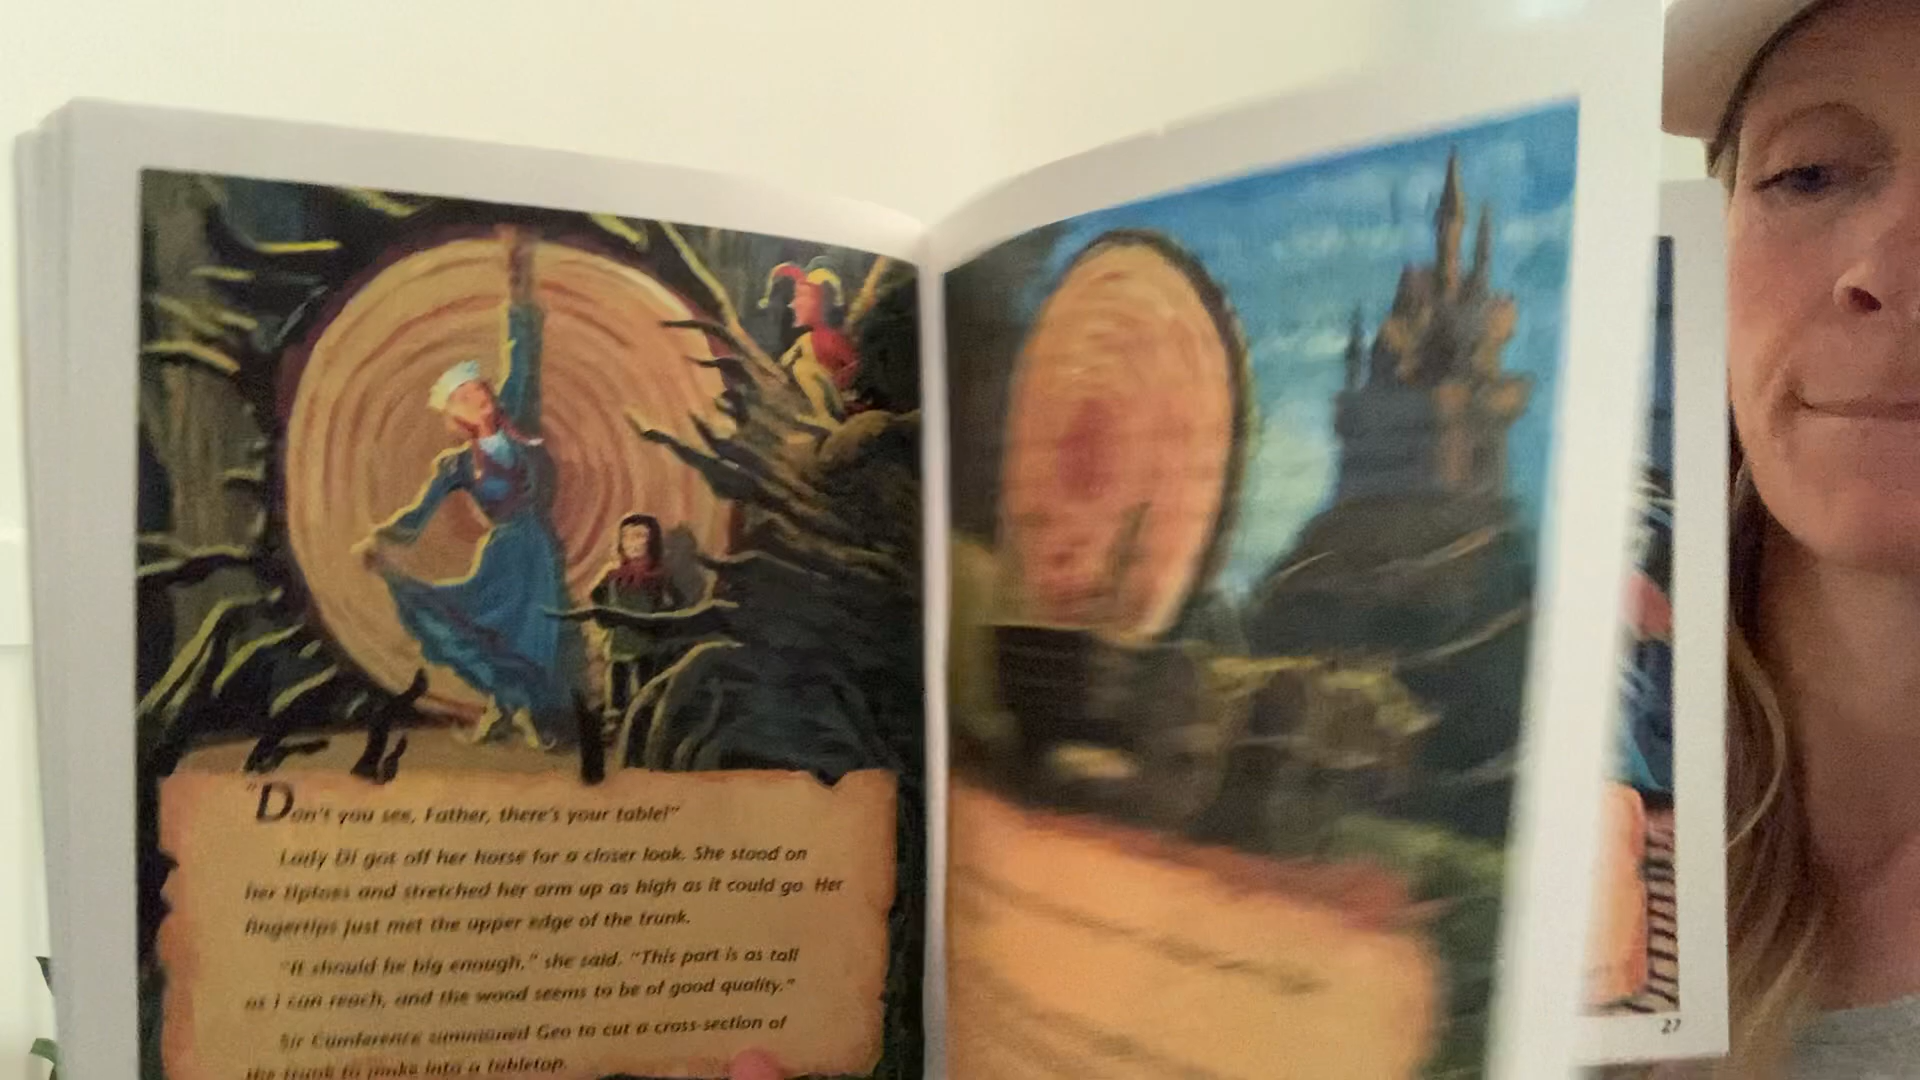 "Don't you see, Father, there's your table!"
Lady Di got off her horse for a closer look. She stood on
her tiptoes and stretched her arm up as high as it could go. Her
fingertips just met the upper edge of the trunk.
"It should be big enough," she said. "This part is as tall
as I can reach, and the wood seems to be of good quality."
Sir Cumference summoned Geo to cut a cross-section of
the trunk to make into a tabletop.
27